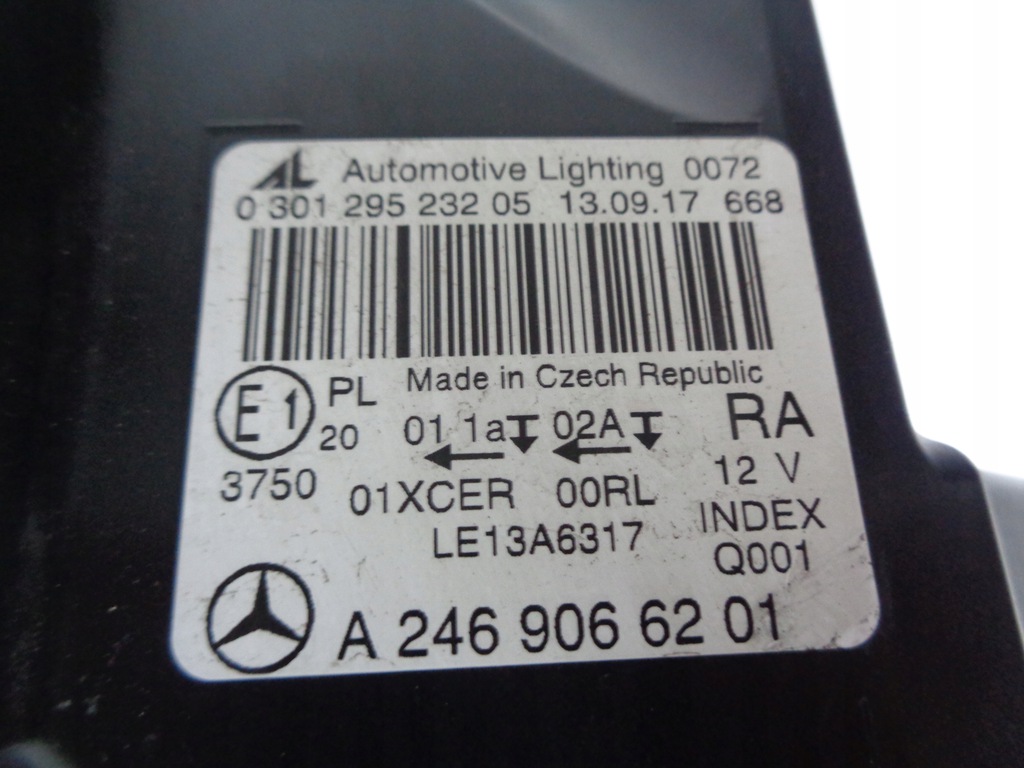 AL Automotive Lighting 0072
0 301 295 232 05 13.09.17 668
Made in Czech Republic
E1 PL 20 01 1a 02A RA
3750 01XCER 00RL 12 V
LE13A6317 INDEX
Q001
A 246 906 62 01